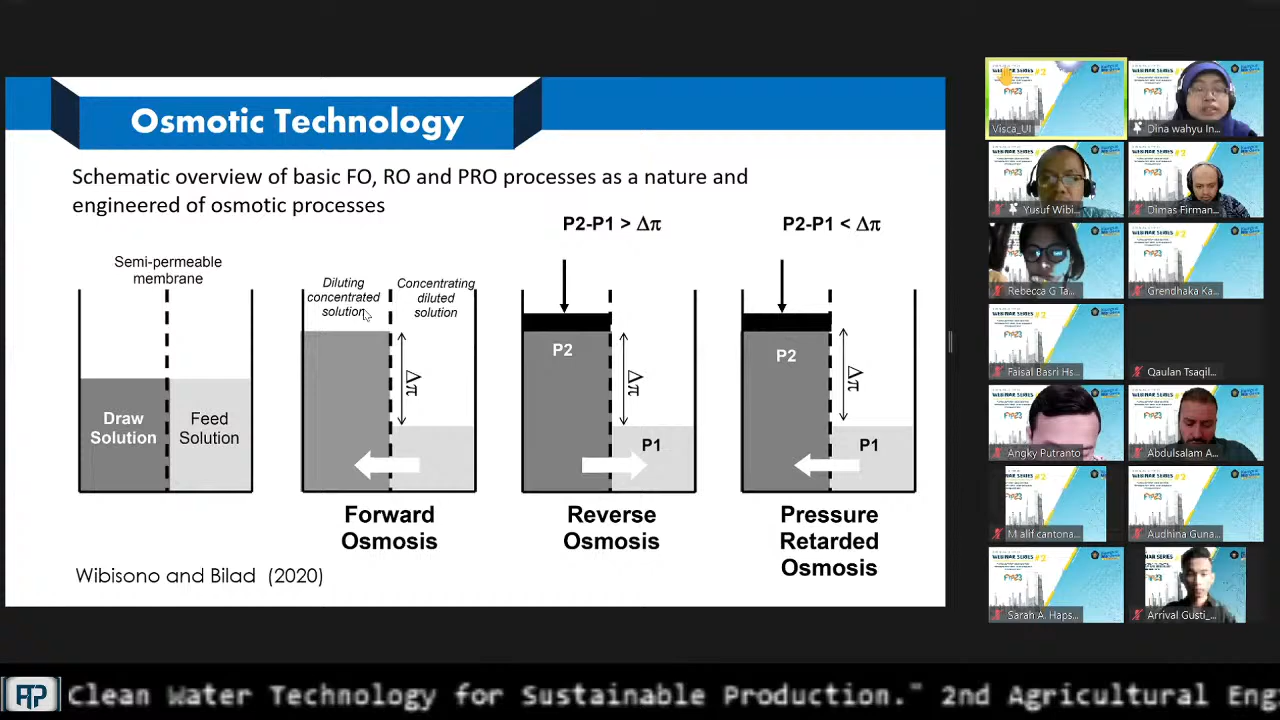 Osmotic Technology
Schematic overview of basic FO, RO and PRO processes as a nature and
engineered of osmotic processes
P2-P1 > Δπ
P2-P1 < Δπ
Semi-permeable
membrane
Diluting
concentrated
solution
Concentrating
diluted
solution
Draw
Solution
Feed
Solution
Δπ
P2
Δπ
P1
P2
Δπ
P1
Forward
Osmosis
Reverse
Osmosis
Pressure
Retarded
Osmosis
Wibisono and Bilad (2020)
WEBINAR SERIES #2
Visca_UI
Dina wahyu In...
Yusuf Wibi...
Dimas Firman...
Rebecca G Ta...
Grendhaka Ka...
Faisal Basri Hs...
Qaulan Tsaqil...
Angky Putranto
Abdulsalam A...
M alif cantona
Audhina Guna...
Sarah A. Haps...
Arrival Gusti_...
Clean Water Technology for Sustainable Production." 2nd Agricultural Eng